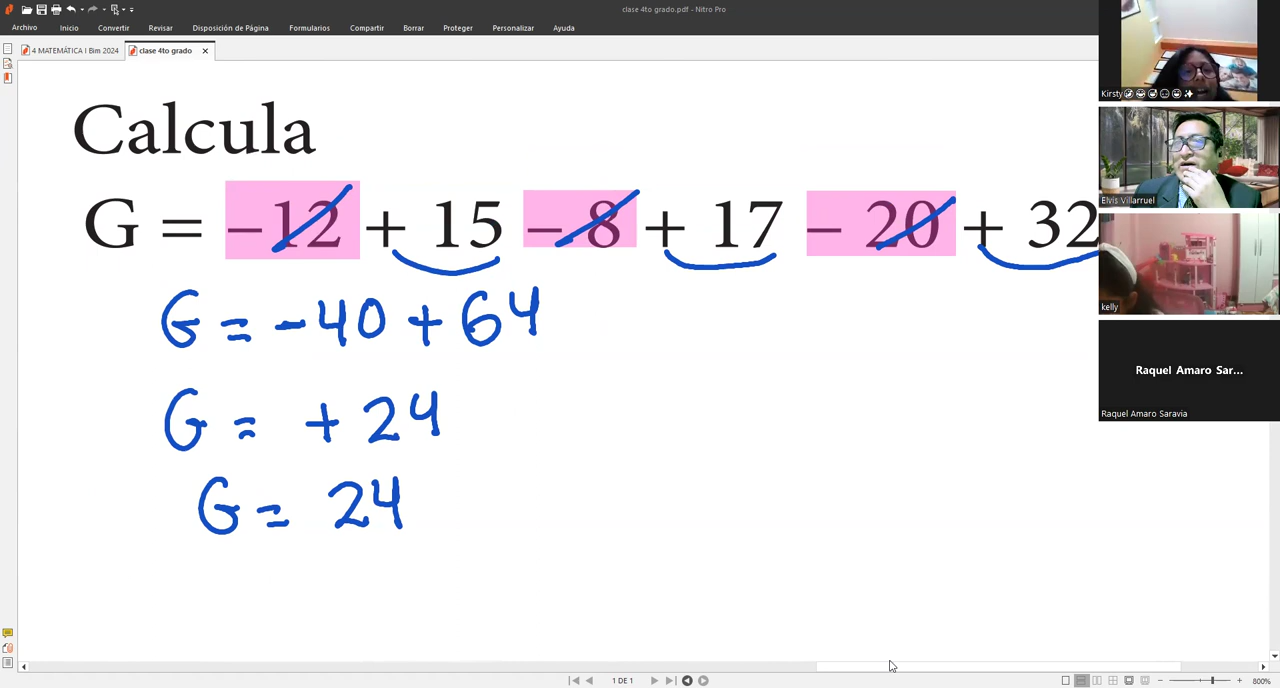 clase 4to grado.pdf - Nitro Pro
Archivo Inicio Convertir Revisar Disposición de Página Formularios Compartir Borrar Proteger Personalizar Ayuda
4 MATEMÁTICA I Bim 2024 clase 4to grado
Calcula
G = -12 + 15 - 8 + 17 - 20 + 32
G = -40 + 64
G = + 24
G = 24
Kirsty
Elvis Villarruel
kelly
Raquel Amaro Sar...
Raquel Amaro Saravia
1 DE 1
800%